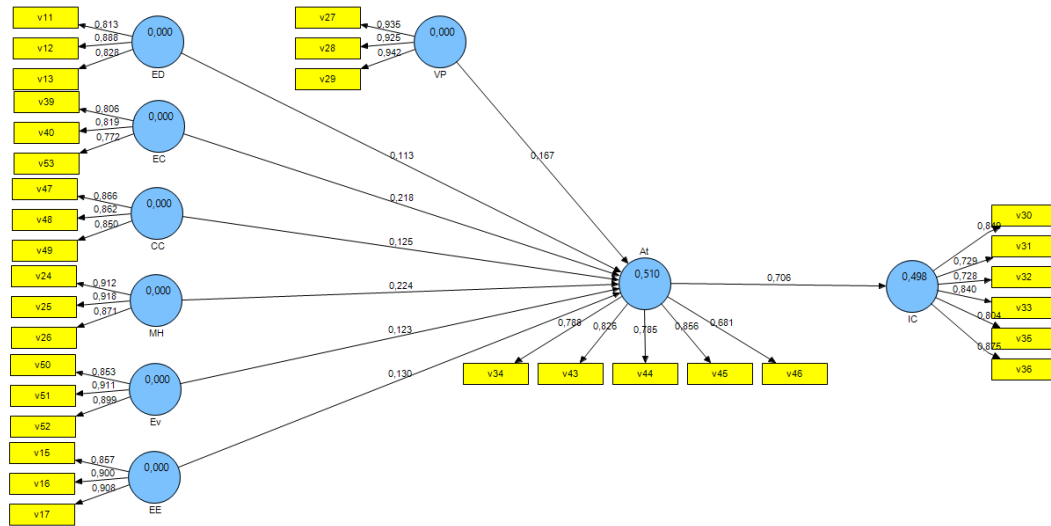 v11
0,813
v12
0,888
v13
0,828
0,000
ED
v27
0,935
v28
0,925
v29
0,942
0,000
VP
v39
0,806
v40
0,819
v53
0,772
0,000
EC
v47
0,866
v48
0,862
v49
0,850
0,000
CC
v24
0,912
v25
0,918
v26
0,871
0,000
MH
v50
0,853
v51
0,911
v52
0,899
0,000
Ev
v15
0,857
v16
0,900
v17
0,908
0,000
EE
0,113
0,167
0,218
0,125
0,224
0,123
0,130
At
0,510
0,706
0,788
0,826
0,785
0,856
0,681
v34
v43
v44
v45
v46
0,498
IC
v30
0,849
v31
0,729
v32
0,728
v33
0,840
v35
0,804
v36
0,875